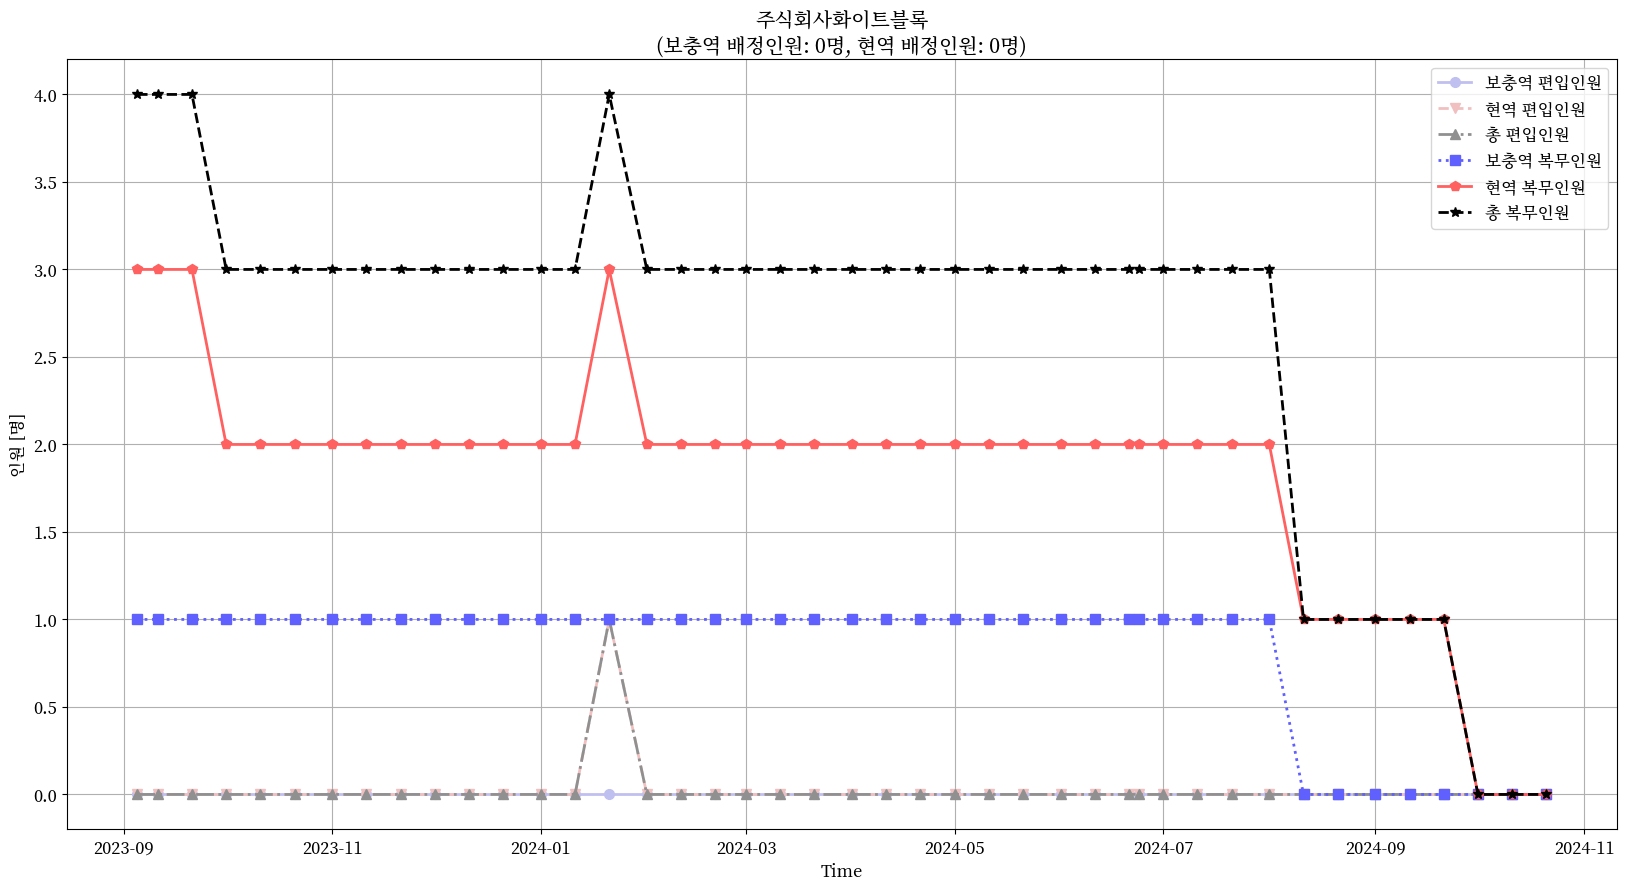 주식회사화이트블록
(보충역 배정인원: 0명, 현역 배정인원: 0명)
보충역 편입인원
현역 편입인원
총 편입인원
보충역 복무인원
현역 복무인원
총 복무인원
4.0
3.5
3.0
2.5
2.0
1.5
1.0
0.5
0.0
인원 [명]
2023-09
2023-11
2024-01
2024-03
2024-05
2024-07
2024-09
2024-11
Time